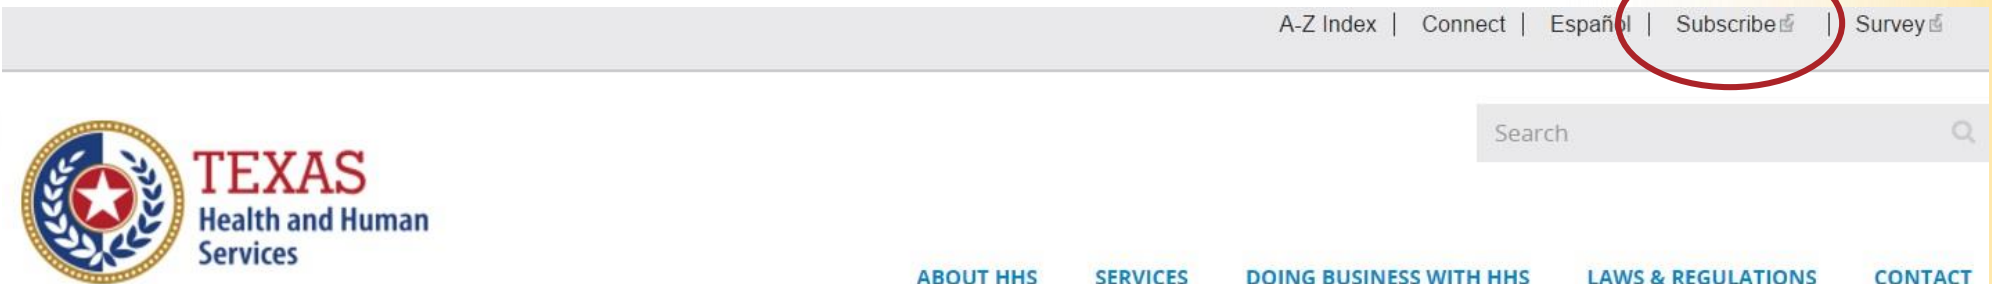 A-Z Index | Connect | Español | Subscribe | Survey
Search
TEXAS
Health and Human
Services
ABOUT HHS SERVICES DOING BUSINESS WITH HHS LAWS & REGULATIONS CONTACT